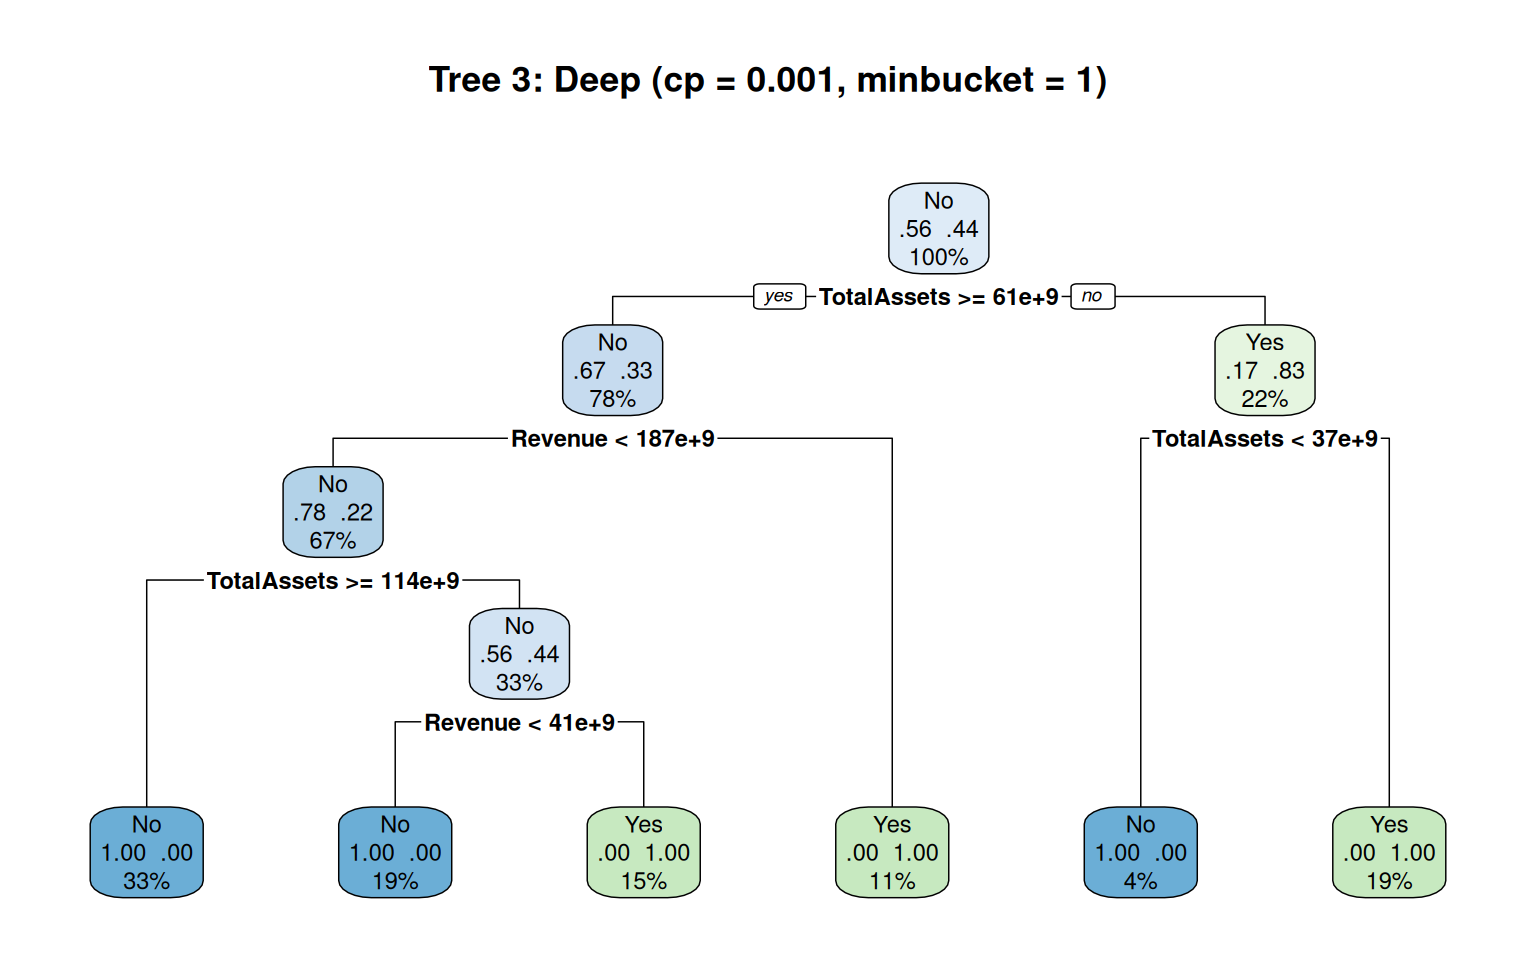 Tree 3: Deep (cp = 0.001, minbucket = 1)
No
.56 .44
100%
yes
TotalAssets >= 61e+9
no
No
.67 .33
78%
Yes
.17 .83
22%
Revenue < 187e+9
TotalAssets < 37e+9
No
.78 .22
67%
TotalAssets >= 114e+9
No
.56 .44
33%
Revenue < 41e+9
No
1.00 .00
33%
No
1.00 .00
19%
Yes
.00 1.00
15%
Yes
.00 1.00
11%
No
1.00 .00
4%
Yes
.00 1.00
19%